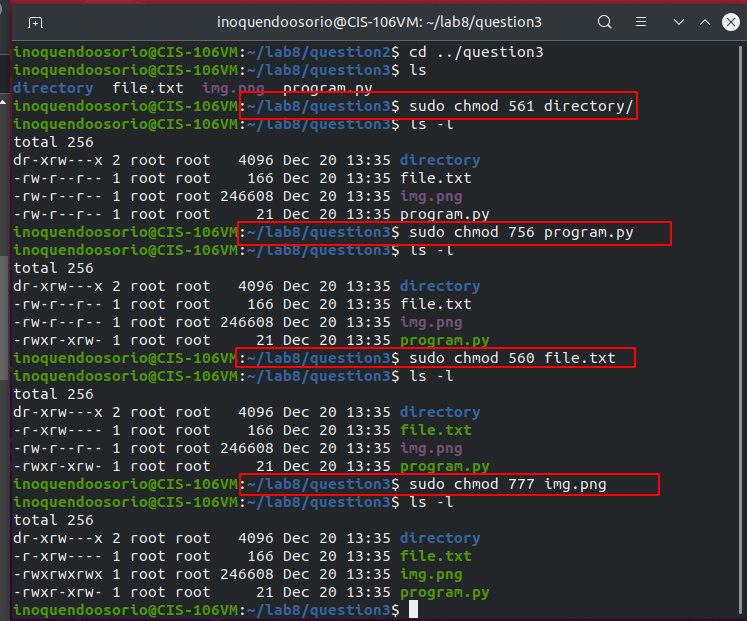 inoquendoosorio@CIS-106VM: ~/lab8/question3
inoquendoosorio@CIS-106VM:~/lab8/question2$ cd ../question3
inoquendoosorio@CIS-106VM:~/lab8/question3$ ls
directory  file.txt  img.png  program.py
inoquendoosorio@CIS-106VM:~/lab8/question3$ sudo chmod 561 directory/
inoquendoosorio@CIS-106VM:~/lab8/question3$ ls -l
total 256
dr-xrw---x 2 root root   4096 Dec 20 13:35 directory
-rw-r--r-- 1 root root    166 Dec 20 13:35 file.txt
-rw-r--r-- 1 root root 246608 Dec 20 13:35 img.png
-rw-r--r-- 1 root root     21 Dec 20 13:35 program.py
inoquendoosorio@CIS-106VM:~/lab8/question3$ sudo chmod 756 program.py
inoquendoosorio@CIS-106VM:~/lab8/question3$ ls -l
total 256
dr-xrw---x 2 root root   4096 Dec 20 13:35 directory
-rw-r--r-- 1 root root    166 Dec 20 13:35 file.txt
-rw-r--r-- 1 root root 246608 Dec 20 13:35 img.png
-rwxr-xrw- 1 root root     21 Dec 20 13:35 program.py
inoquendoosorio@CIS-106VM:~/lab8/question3$ sudo chmod 560 file.txt
inoquendoosorio@CIS-106VM:~/lab8/question3$ ls -l
total 256
dr-xrw---x 2 root root   4096 Dec 20 13:35 directory
-r-xrw---- 1 root root    166 Dec 20 13:35 file.txt
-rw-r--r-- 1 root root 246608 Dec 20 13:35 img.png
-rwxr-xrw- 1 root root     21 Dec 20 13:35 program.py
inoquendoosorio@CIS-106VM:~/lab8/question3$ sudo chmod 777 img.png
inoquendoosorio@CIS-106VM:~/lab8/question3$ ls -l
total 256
dr-xrw---x 2 root root   4096 Dec 20 13:35 directory
-r-xrw---- 1 root root    166 Dec 20 13:35 file.txt
-rwxrwxrwx 1 root root 246608 Dec 20 13:35 img.png
-rwxr-xrw- 1 root root     21 Dec 20 13:35 program.py
inoquendoosorio@CIS-106VM:~/lab8/question3$